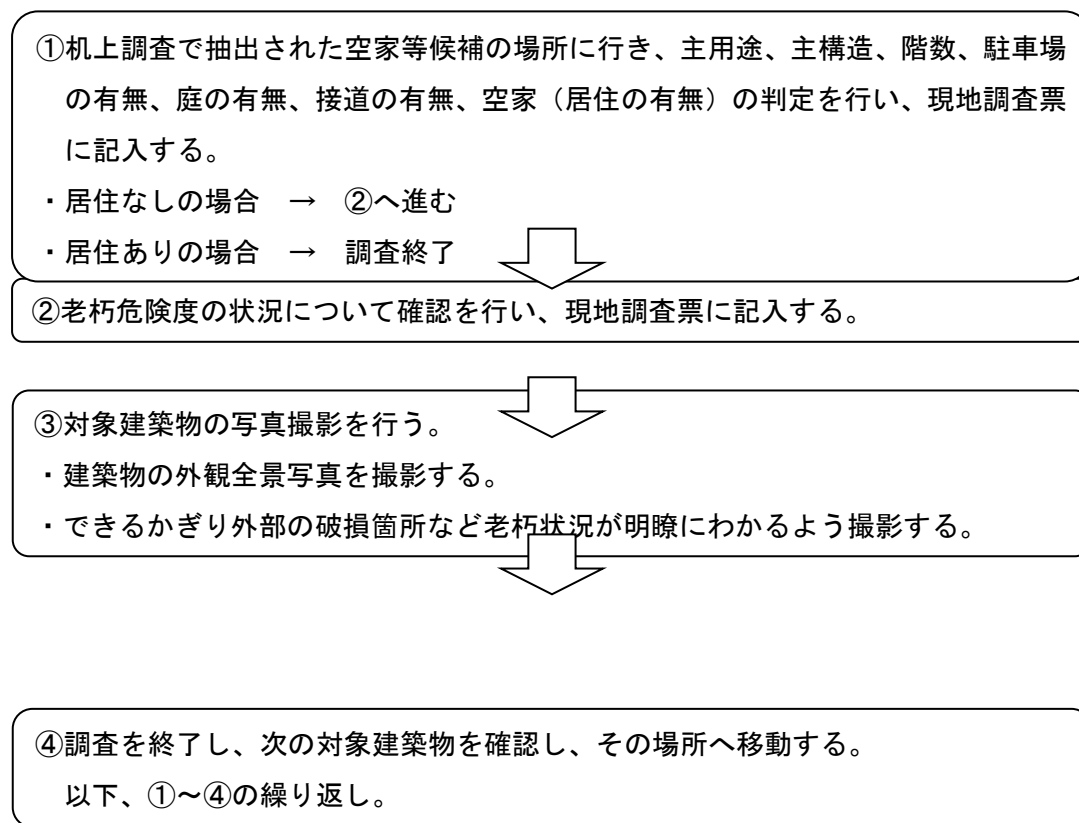 ①机上調査で抽出された空家等候補の場所に行き、主用途、主構造、階数、駐車場
の有無、庭の有無、接道の有無、空家（居住の有無）の判定を行い、現地調査票
に記入する。
・居住なしの場合　→　②へ進む
・居住ありの場合　→　調査終了
②老朽危険度の状況について確認を行い、現地調査票に記入する。
③対象建築物の写真撮影を行う。
・建築物の外観全景写真を撮影する。
・できるかぎり外部の破損箇所など老朽状況が明瞭にわかるよう撮影する。
④調査を終了し、次の対象建築物を確認し、その場所へ移動する。
以下、①～④の繰り返し。